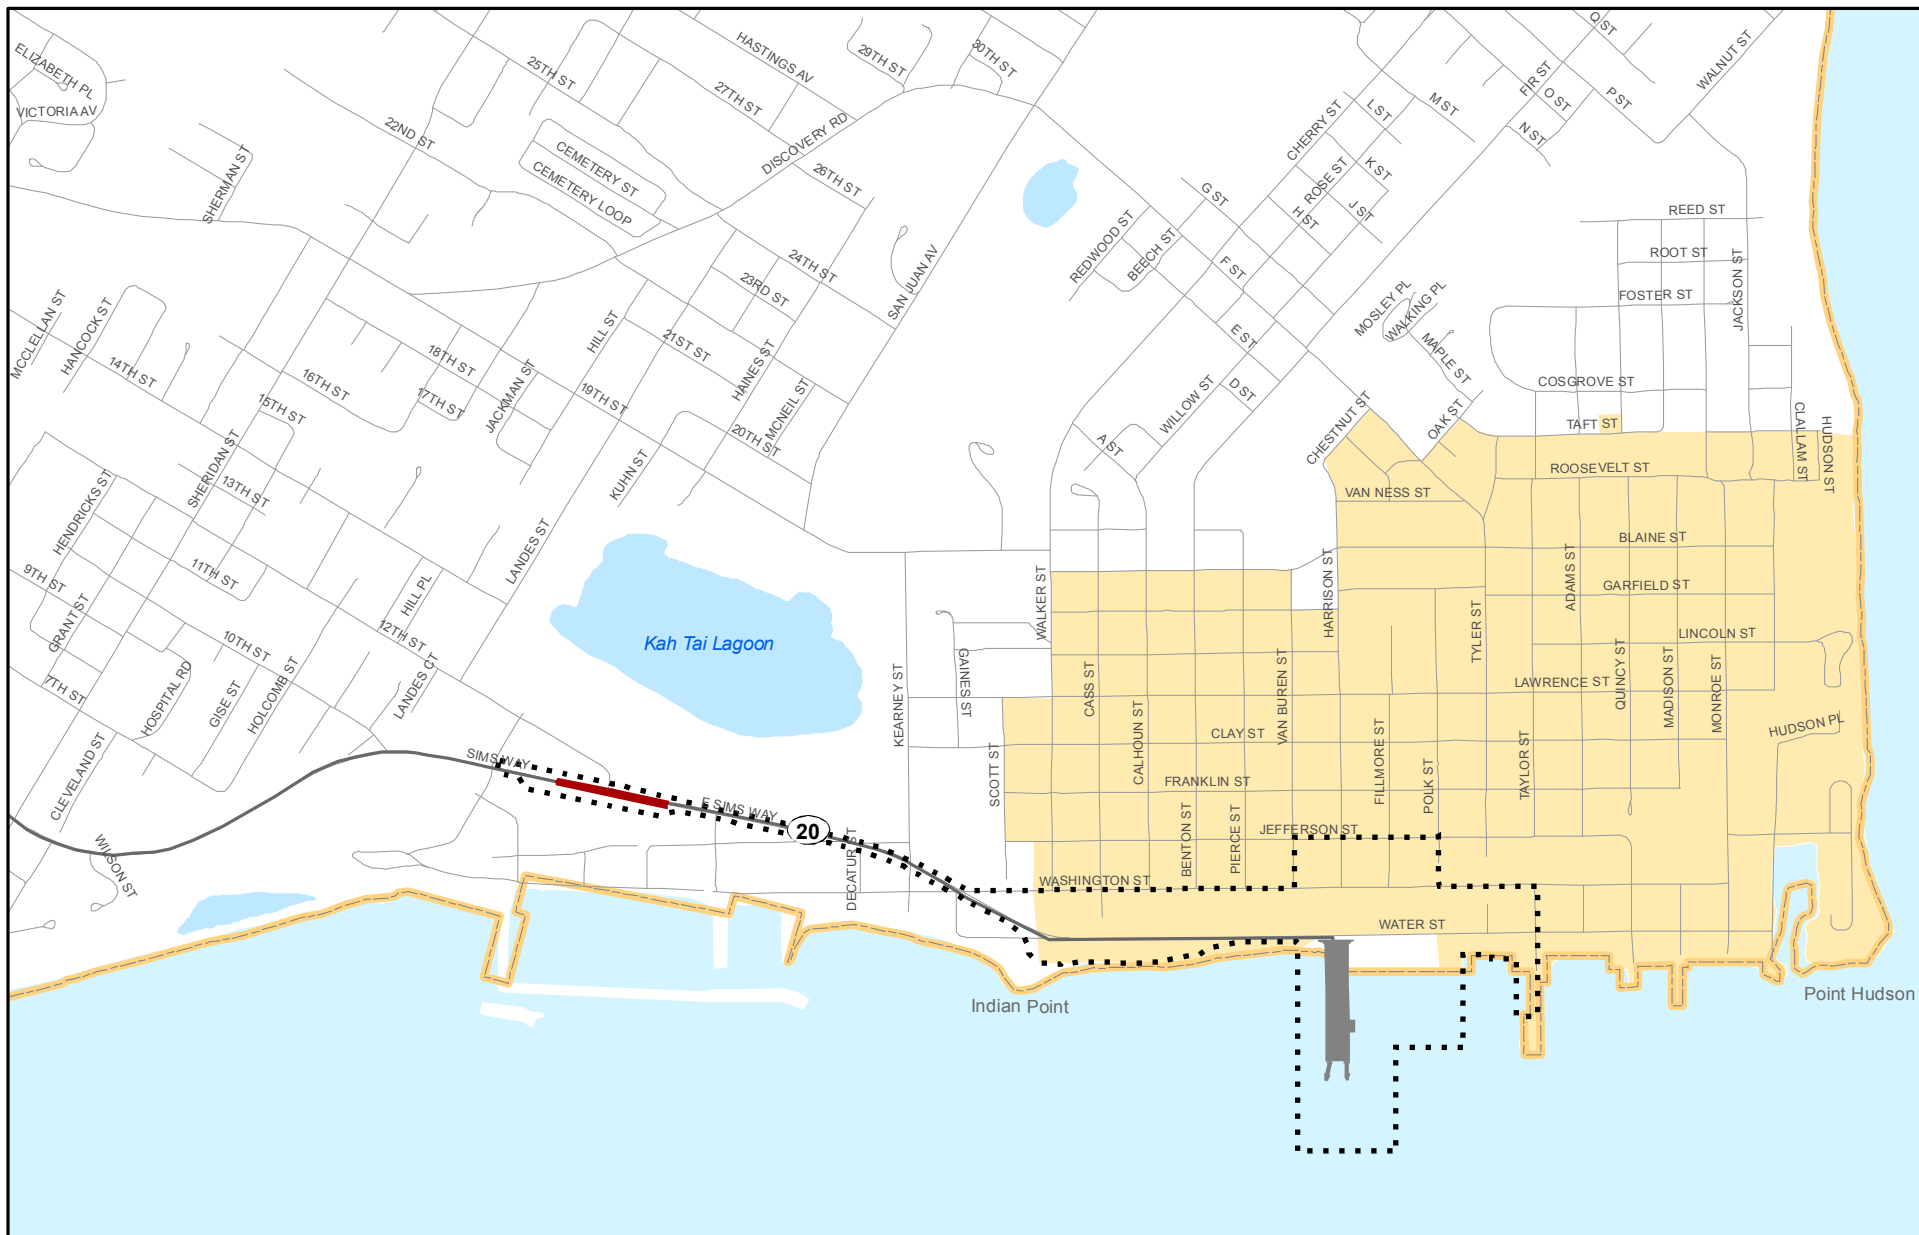 ELIZABETH PL
VICTORIA AV
SHERMAN ST
22ND ST
25TH ST
HASTINGS AV
27TH ST
29TH ST
30TH ST
DISCOVERY RD
CEMETERY ST
CEMETERY LOOP
26TH ST
24TH ST
23RD ST
21ST ST
SAN JUAN AV
HILL ST
HAINES ST
MCNEIL ST
20TH ST
19TH ST
KUHN ST
18TH ST
17TH ST
JACKMAN ST
16TH ST
15TH ST
14TH ST
13TH ST
MCCLELLAN ST
HANCOCK ST
SHERIDAN ST
HENDRICKS ST
9TH ST
GRANT ST
11TH ST
HILL PL
LANDES ST
12TH ST
10TH ST
7TH ST
HOSPITAL RD
GISE ST
HOLCOMB ST
LANDES CT
CLEVELAND ST
WILSON ST
SIMS WAY
E SIMS WAY
20
DECATUR ST
Kah Tai Lagoon
KEARNEY ST
GAINES ST
SCOTT ST
WALKER ST
CASS ST
CALHOUN ST
BENTON ST
PIERCE ST
VAN BUREN ST
HARRISON ST
FILLMORE ST
POLK ST
TYLER ST
TAYLOR ST
ADAMS ST
QUINCY ST
MADISON ST
MONROE ST
CLAY ST
FRANKLIN ST
JEFFERSON ST
WASHINGTON ST
WATER ST
LAWRENCE ST
LINCOLN ST
GARFIELD ST
BLAINE ST
ROOSEVELT ST
VAN NESS ST
TAFT ST
COSGROVE ST
FOSTER ST
ROOT ST
REED ST
JACKSON ST
CLALLAM ST
HUDSON ST
HUDSON PL
CHESTNUT ST
OAK ST
MAPLE ST
WALKING PL
MOSLEY PL
WILLOW ST
A ST
D ST
E ST
F ST
G ST
H ST
J ST
K ST
L ST
M ST
N ST
O ST
P ST
Q ST
REDWOOD ST
BEECH ST
ROSE ST
CHERRY ST
FIR ST
WALNUT ST
Indian Point
Point Hudson